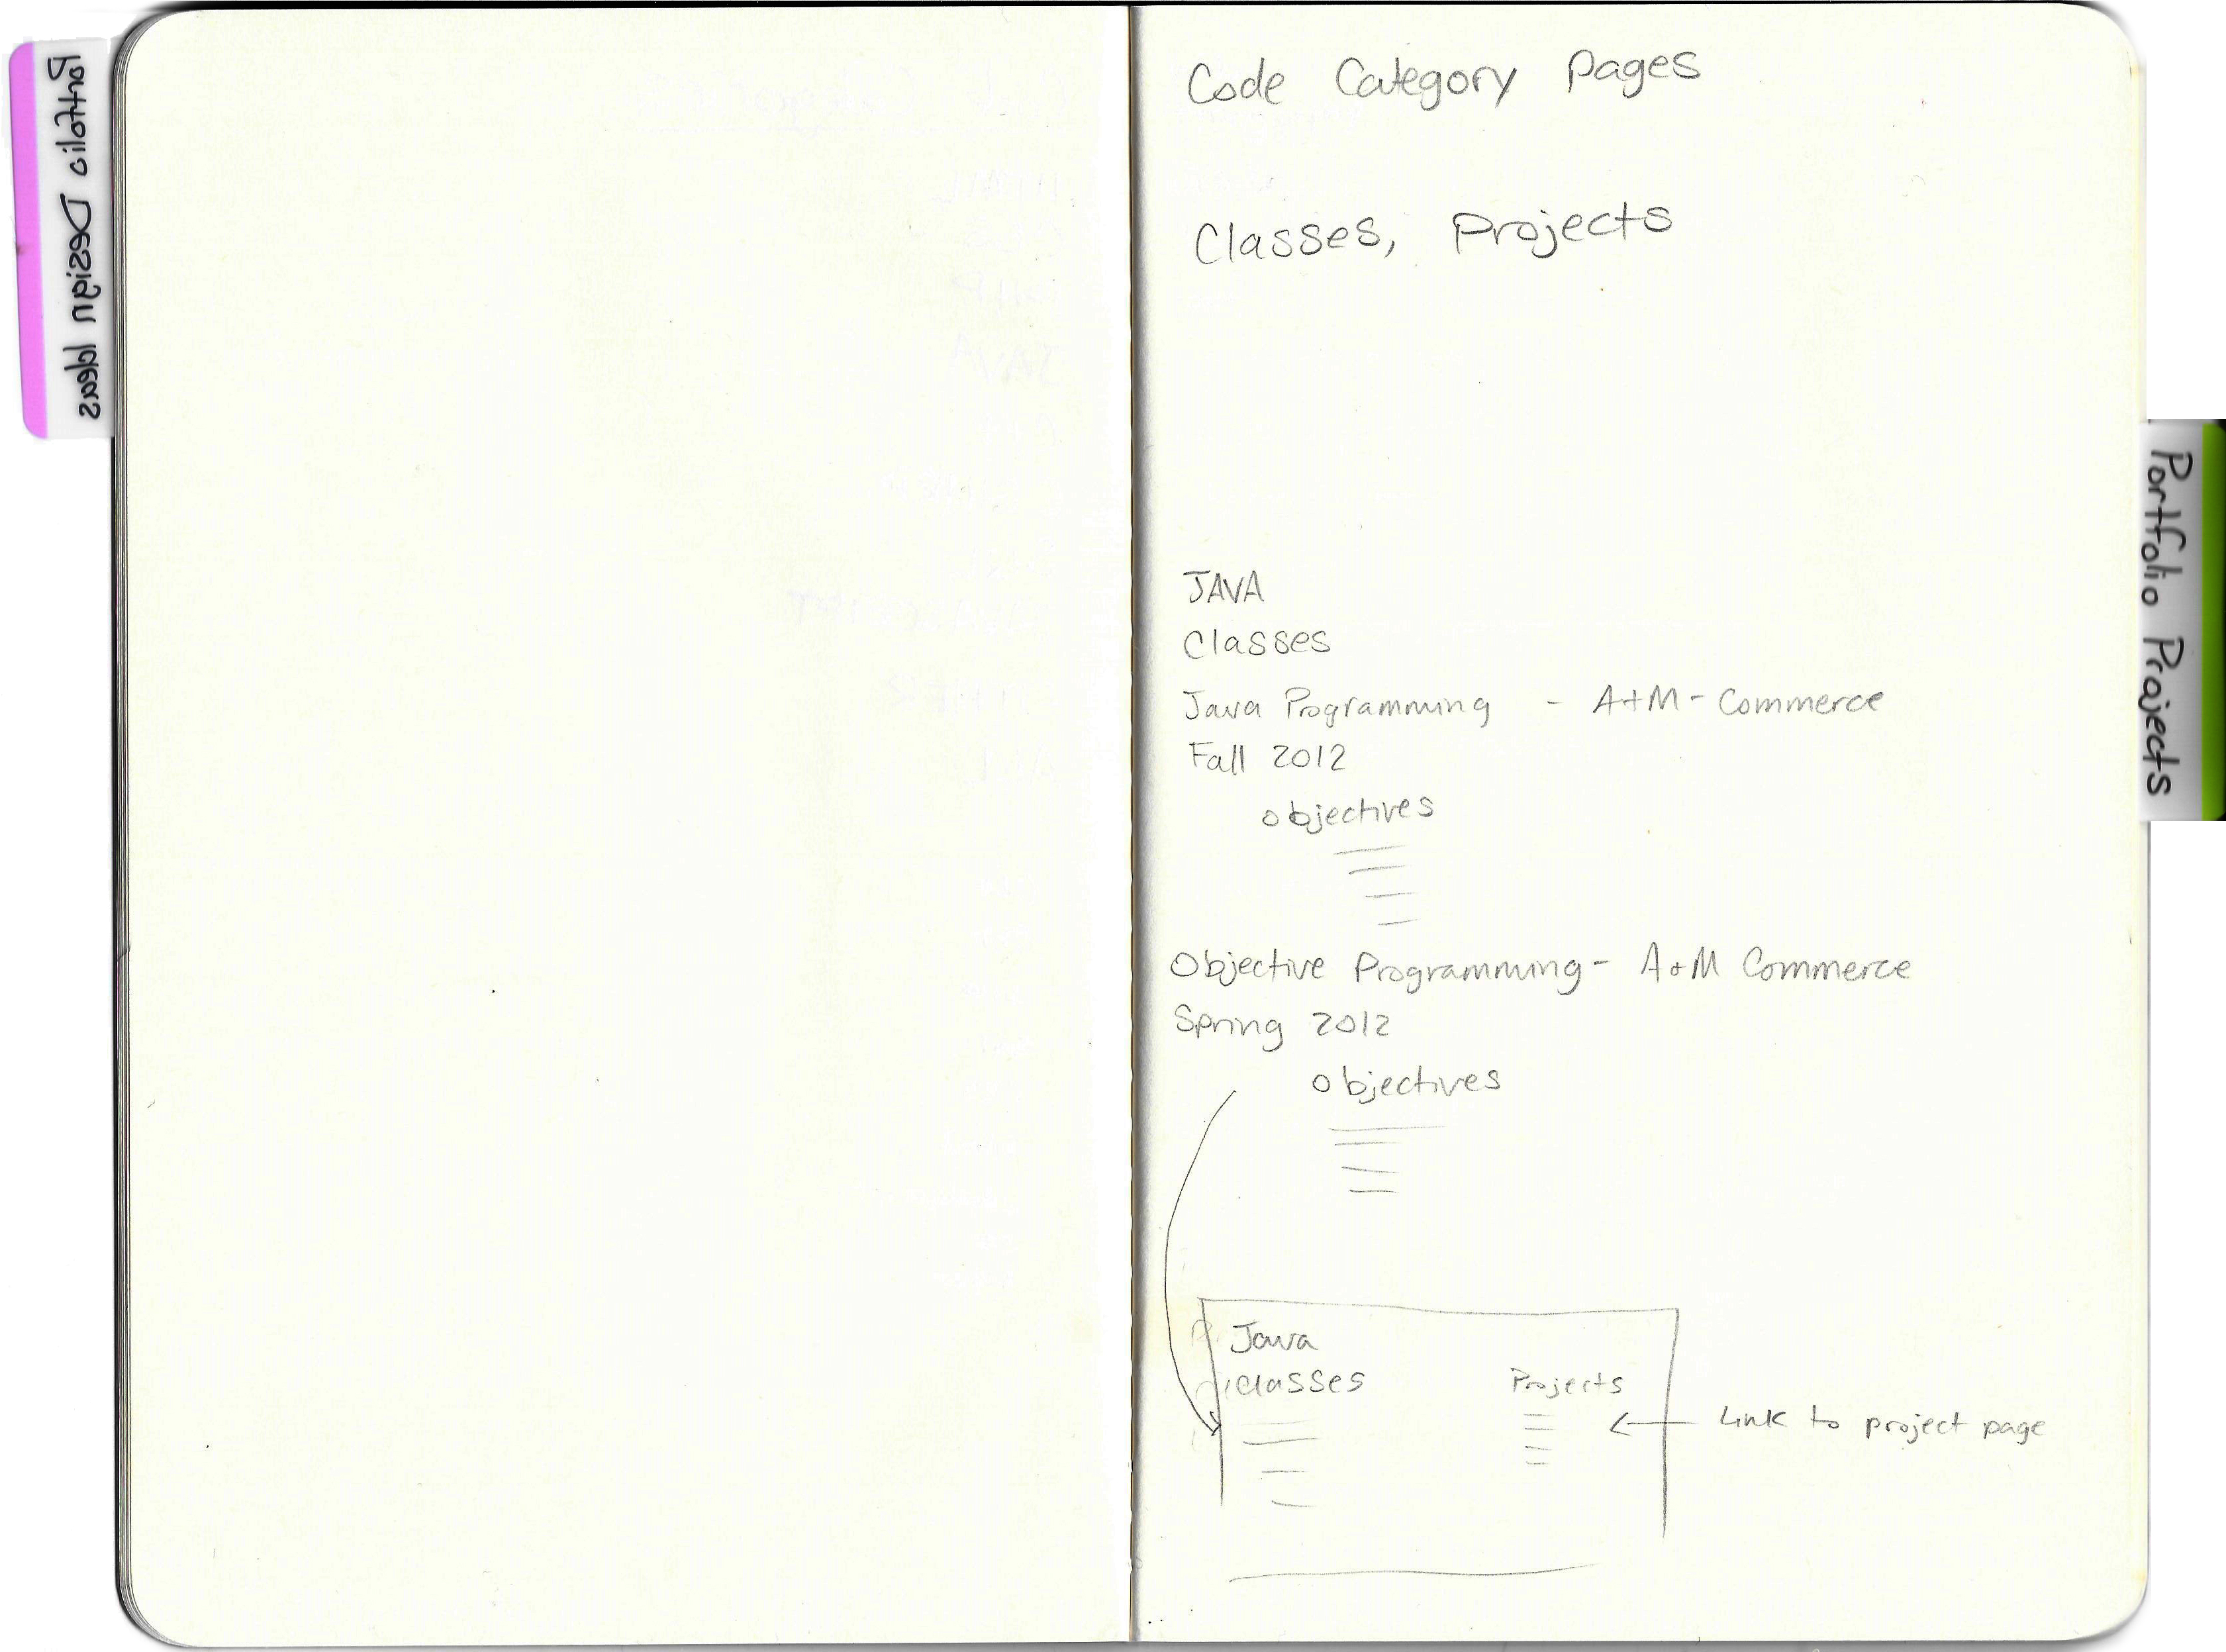 Portfolio Design Ideas
Code Category Pages
Classes, Projects
JAVA
Classes
Java Programming - A+M-Commerce
Fall 2012
objectives
Objective Programming- A+M Commerce
Spring 2012
objectives
Java
classes Projects
Link to project page
Portfolio Projects